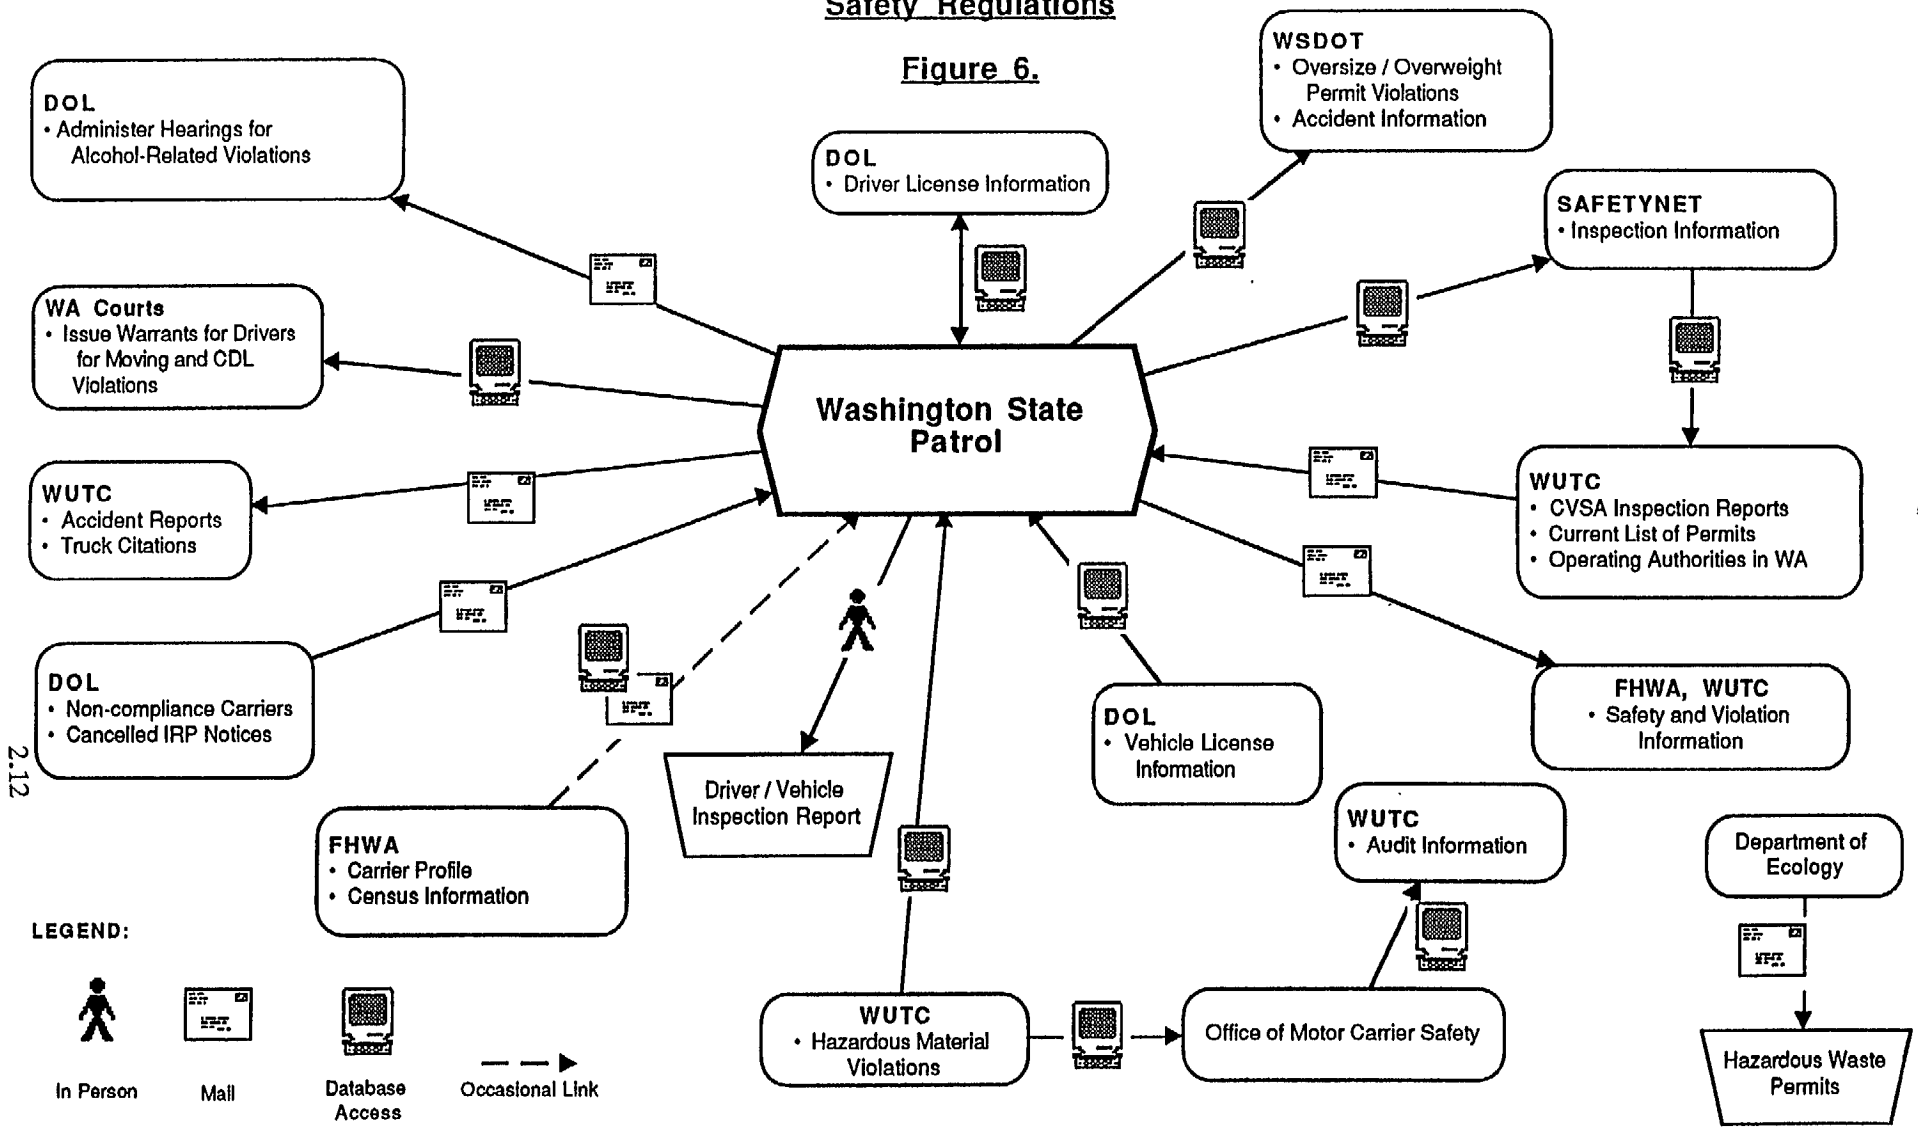 Safety Regulations
Figure 6.
DOL
• Administer Hearings for
Alcohol-Related Violations
DOL
• Driver License Information
WSDOT
• Oversize / Overweight
Permit Violations
• Accident Information
SAFETYNET
• Inspection Information
WA Courts
• Issue Warrants for Drivers
for Moving and CDL
Violations
Washington State
Patrol
WUTC
• Accident Reports
• Truck Citations
WUTC
• CVSA Inspection Reports
• Current List of Permits
• Operating Authorities in WA
DOL
• Non-compliance Carriers
• Cancelled IRP Notices
FHWA, WUTC
• Safety and Violation
Information
DOL
• Vehicle License
Information
Driver / Vehicle
Inspection Report
FHWA
• Carrier Profile
• Census Information
WUTC
• Audit Information
Department of
Ecology
WUTC
• Hazardous Material
Violations
Office of Motor Carrier Safety
Hazardous Waste
Permits
LEGEND:
In Person
Mail
Database
Access
Occasional Link
2.12